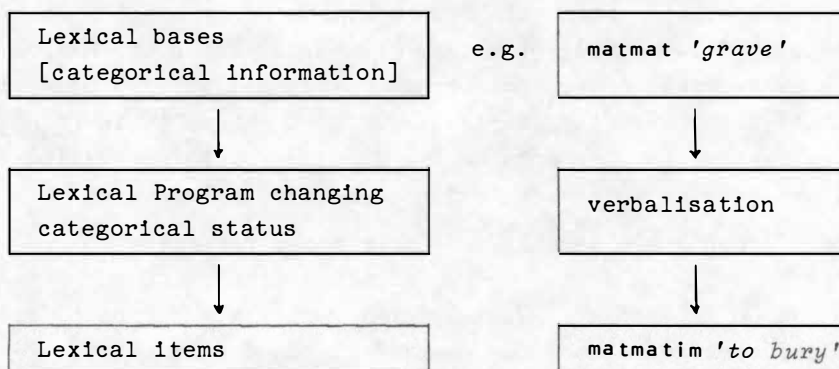 Lexical bases e.g. matmat 'grave'
[categorical information]
Lexical Program changing verbalisation
categorical status
Lexical items matmatim 'to bury'